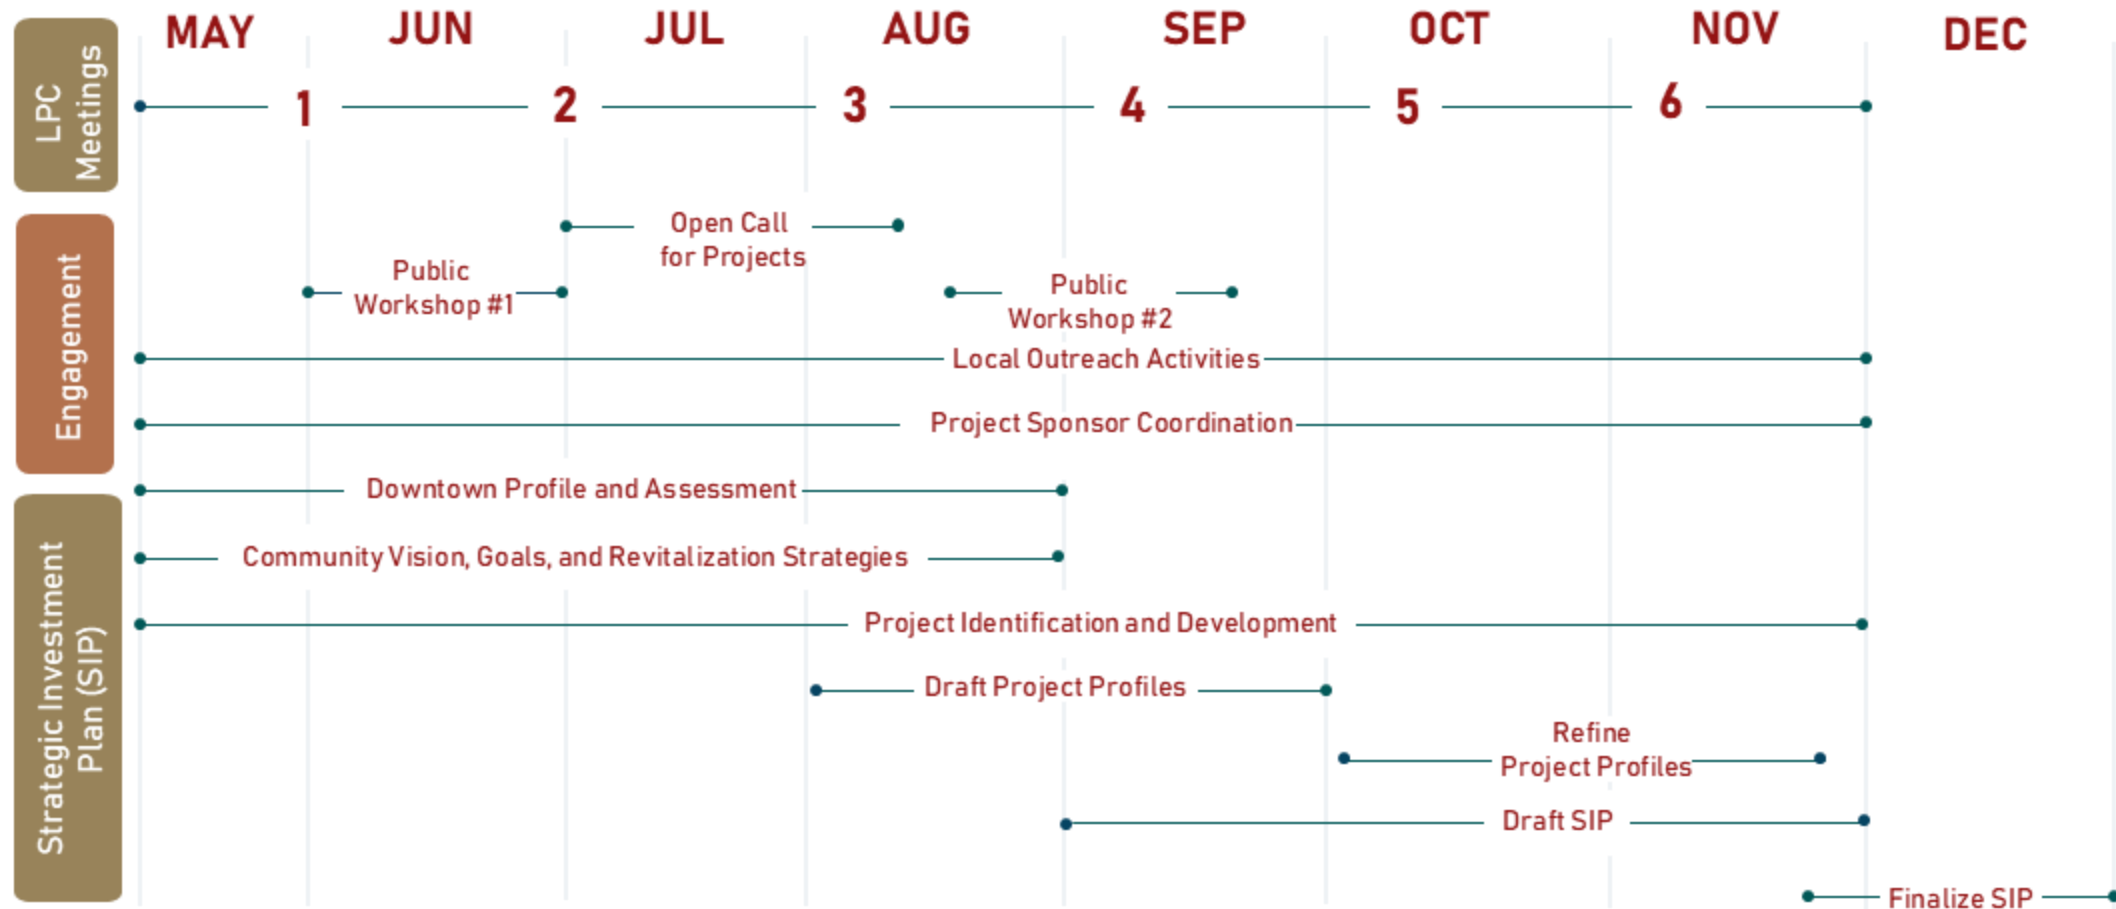 MAY JUN JUL AUG SEP OCT NOV DEC
LPC
Meetings
1 2 3 4 5 6
Engagement
Open Call
for Projects
Public
Workshop #1
Public
Workshop #2
Local Outreach Activities
Project Sponsor Coordination
Strategic Investment
Plan (SIP)
Downtown Profile and Assessment
Community Vision, Goals, and Revitalization Strategies
Project Identification and Development
Draft Project Profiles
Refine
Project Profiles
Draft SIP
Finalize SIP